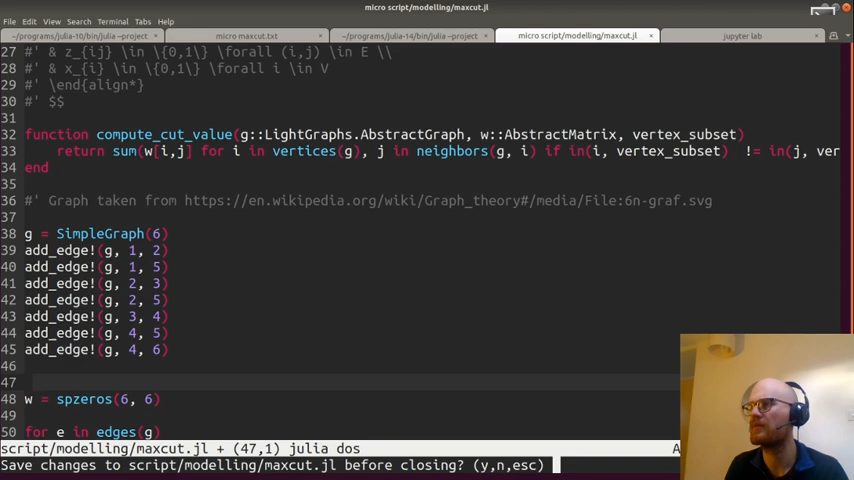 micro script/modelling/maxcut.jl
File Edit View Search Terminal Tabs Help
~/programs/julia-10/bin/julia –project × micro maxcut.txt × ~/programs/julia-14/bin/julia –project × micro script/modelling/maxcut.jl × jupyter lab ×
27 #' & z_{ij} \in \{0,1\} \forall (i,j) \in E \\
28 #' & x_{i} \in \{0,1\} \forall i \in V
29 #' \end{align*}
30 #' $$
31
32 function compute_cut_value(g::LightGraphs.AbstractGraph, w::AbstractMatrix, vertex_subset)
33     return sum(w[i,j] for i in vertices(g), j in neighbors(g, i) if in(i, vertex_subset)  != in(j, ver
34 end
35
36 #' Graph taken from https://en.wikipedia.org/wiki/Graph_theory#/media/File:6n-graf.svg
37
38 g = SimpleGraph(6)
39 add_edge!(g, 1, 2)
40 add_edge!(g, 1, 5)
41 add_edge!(g, 2, 3)
42 add_edge!(g, 2, 5)
43 add_edge!(g, 3, 4)
44 add_edge!(g, 4, 5)
45 add_edge!(g, 4, 6)
46
47
48 w = spzeros(6, 6)
49
50 for e in edges(g)
script/modelling/maxcut.jl + (47,1) julia dos A
Save changes to script/modelling/maxcut.jl before closing? (y,n,esc)